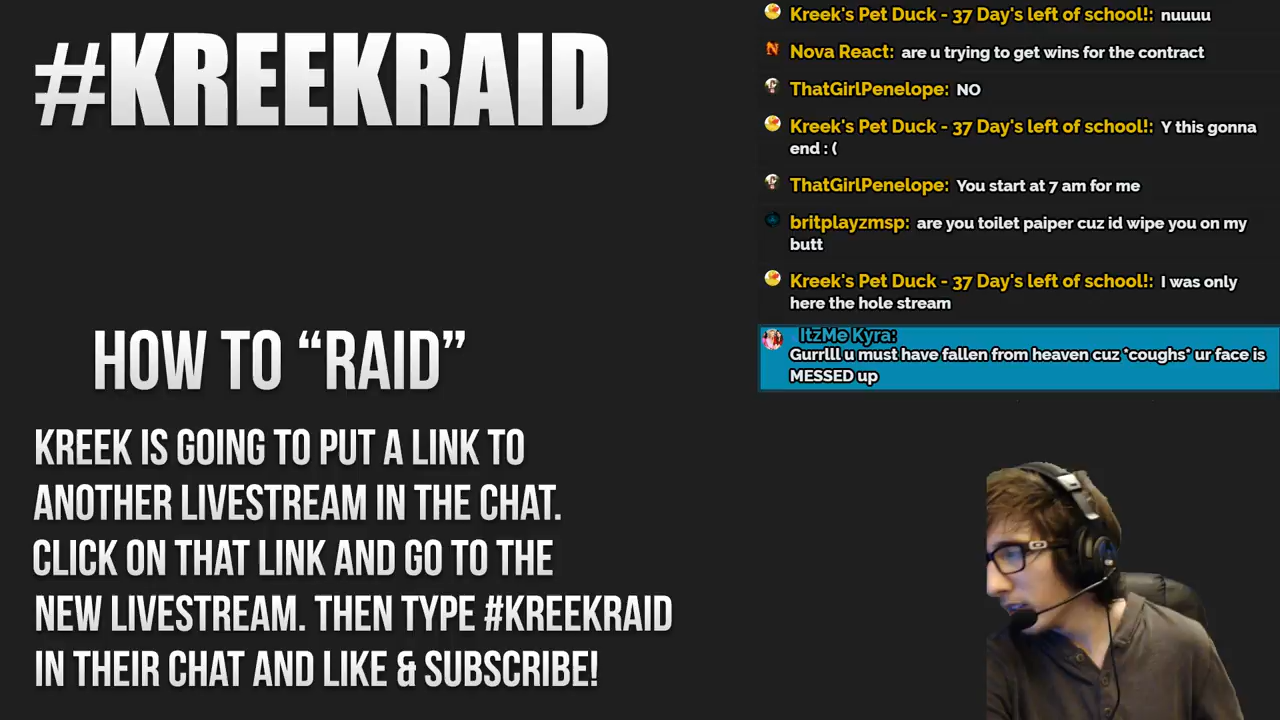 #KREEKRAID
HOW TO “RAID”
KREEK IS GOING TO PUT A LINK TO
ANOTHER LIVESTREAM IN THE CHAT.
CLICK ON THAT LINK AND GO TO THE
NEW LIVESTREAM. THEN TYPE #KREEKRAID
IN THEIR CHAT AND LIKE & SUBSCRIBE!
Kreek's Pet Duck - 37 Day's left of school!: nuuuu
Nova React: are u trying to get wins for the contract
ThatGirlPenelope: NO
Kreek's Pet Duck - 37 Day's left of school!: Y this gonna
end : (
ThatGirlPenelope: You start at 7 am for me
britplayzmsp: are you toilet paiper cuz id wipe you on my
butt
Kreek's Pet Duck - 37 Day's left of school!: I was only
here the hole stream
ItzMe Kyra:
Gurrlll u must have fallen from heaven cuz *coughs* ur face is
MESSED up